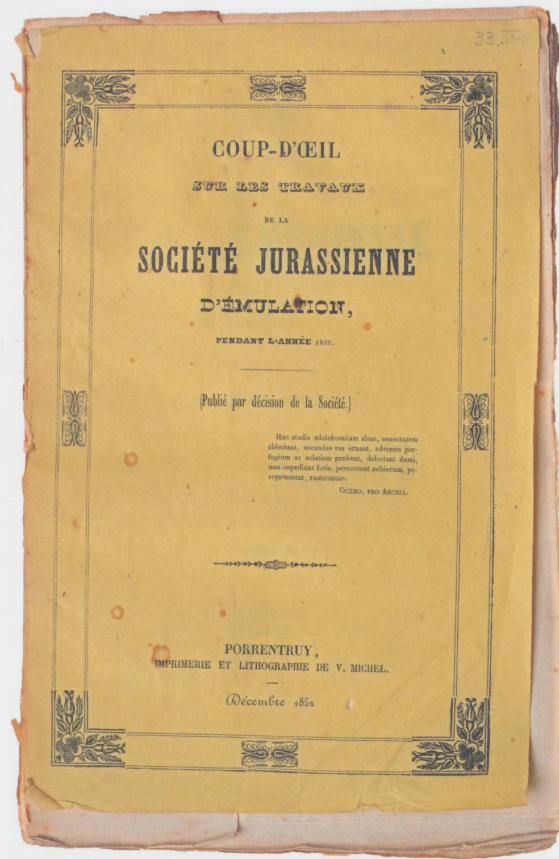 COUP-D'ŒIL
SUR LES TRAVAUX
DE LA
SOCIÉTÉ JURASSIENNE
D'ÉMULATION,
PENDANT L'ANNÉE 1852.
(Publié par décision de la Société.)
Hæc studia adolescentiam alunt, senectutem
oblectant, secundas res ornant, adversis per-
fugium ac solatium præbent, delectant domi,
non impediunt foris, pernoctant nobiscum, pe-
regrinantur, rusticantur.
CICERO, PRO ARCHIA.
PORRENTRUY,
IMPRIMERIE ET LITHOGRAPHIE DE V. MICHEL.
Décembre 1852